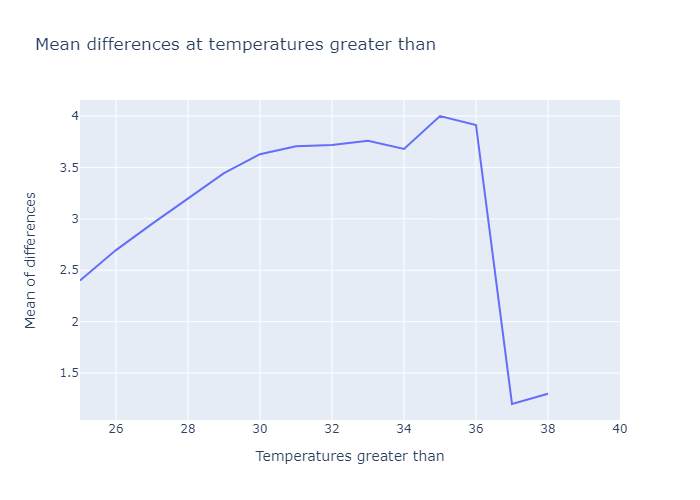 Mean differences at temperatures greater than
4
3.5
3
2.5
2
1.5
Mean of differences
26 28 30 32 34 36 38 40
Temperatures greater than